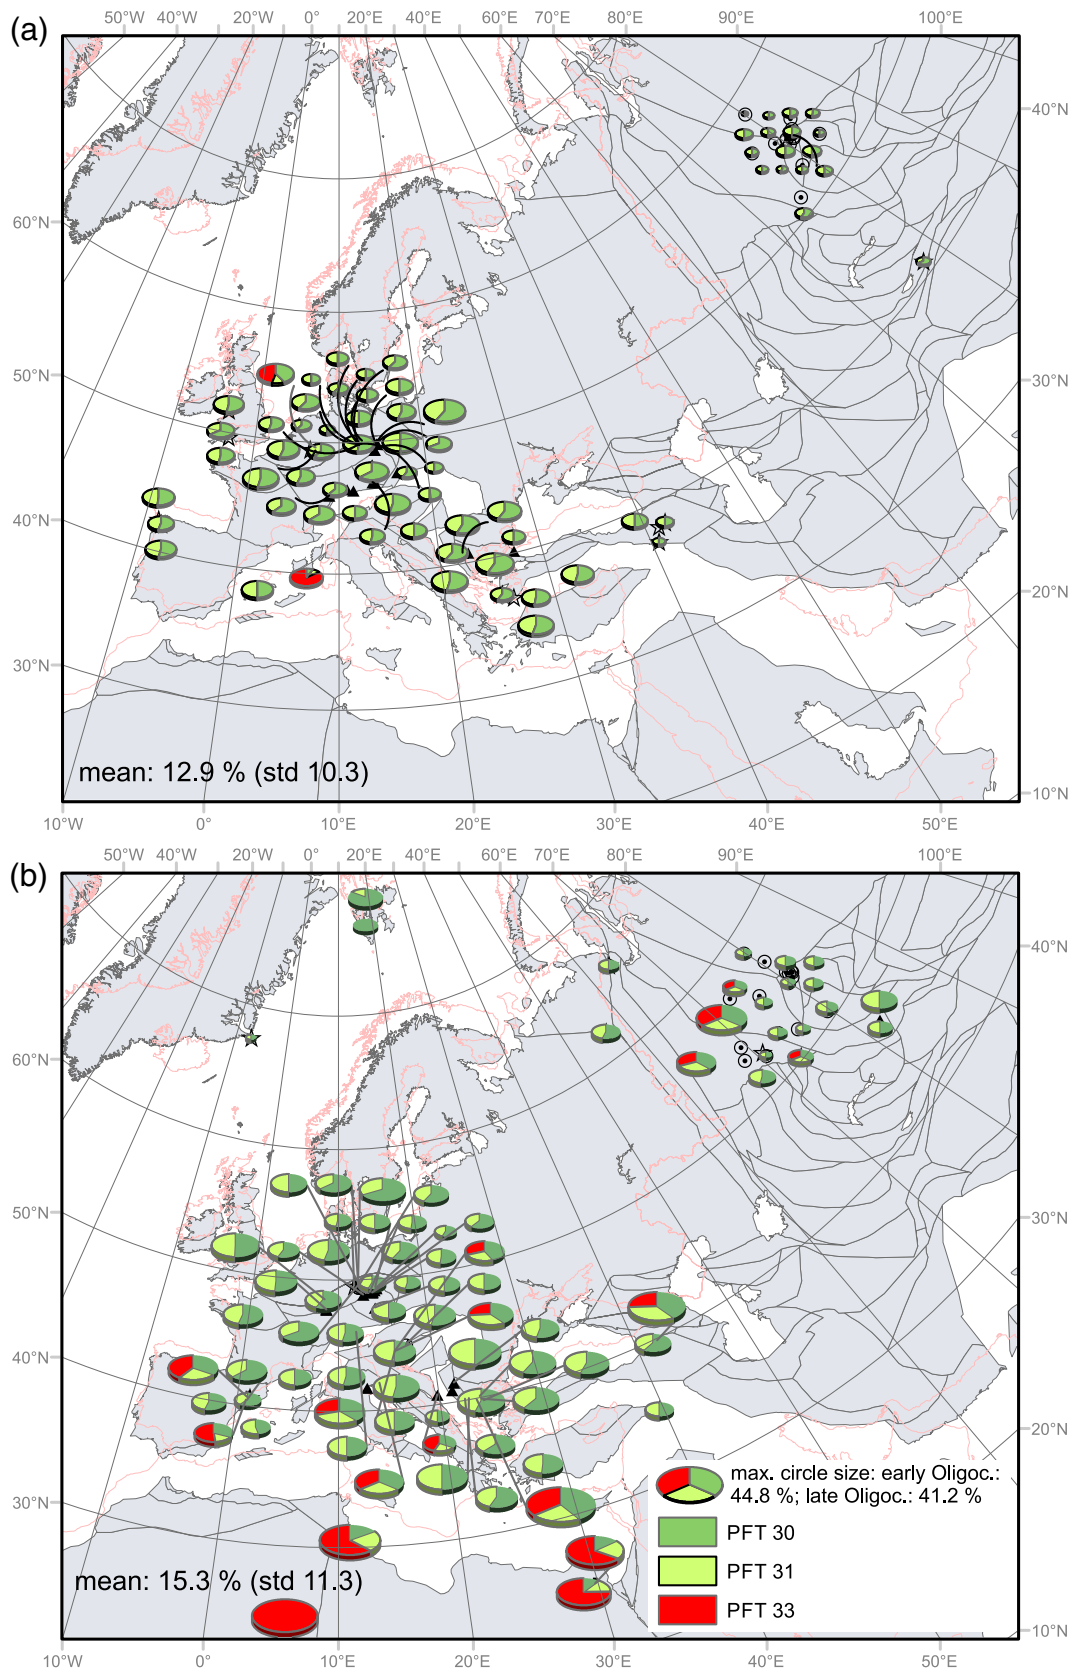 (a)
50°W 40°W 20°W 0° 20°E 40°E 60°E 70°E 80°E 90°E 100°E
40°N
60°N
50°N
30°N
40°N
20°N
30°N
mean: 12.9 % (std 10.3)
10°N
10°W 0° 10°E 20°E 30°E 40°E 50°E
(b)
50°W 40°W 20°W 0° 20°E 40°E 60°E 70°E 80°E 90°E 100°E
40°N
60°N
50°N
30°N
40°N
20°N
max. circle size: early Oligoc.:
44.8 %; late Oligoc.: 41.2 %
30°N
PFT 30
PFT 31
mean: 15.3 % (std 11.3)
PFT 33
10°N
10°W 0° 10°E 20°E 30°E 40°E 50°E